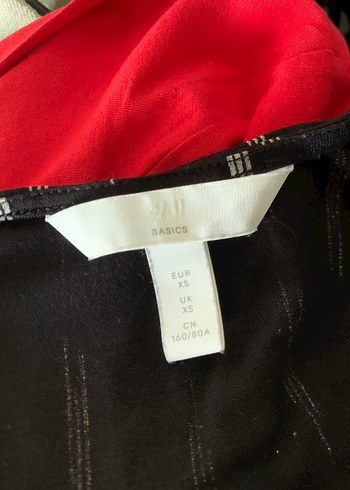 H&M
BASICS
EUR
XS
UK
XS
CN
160/80A